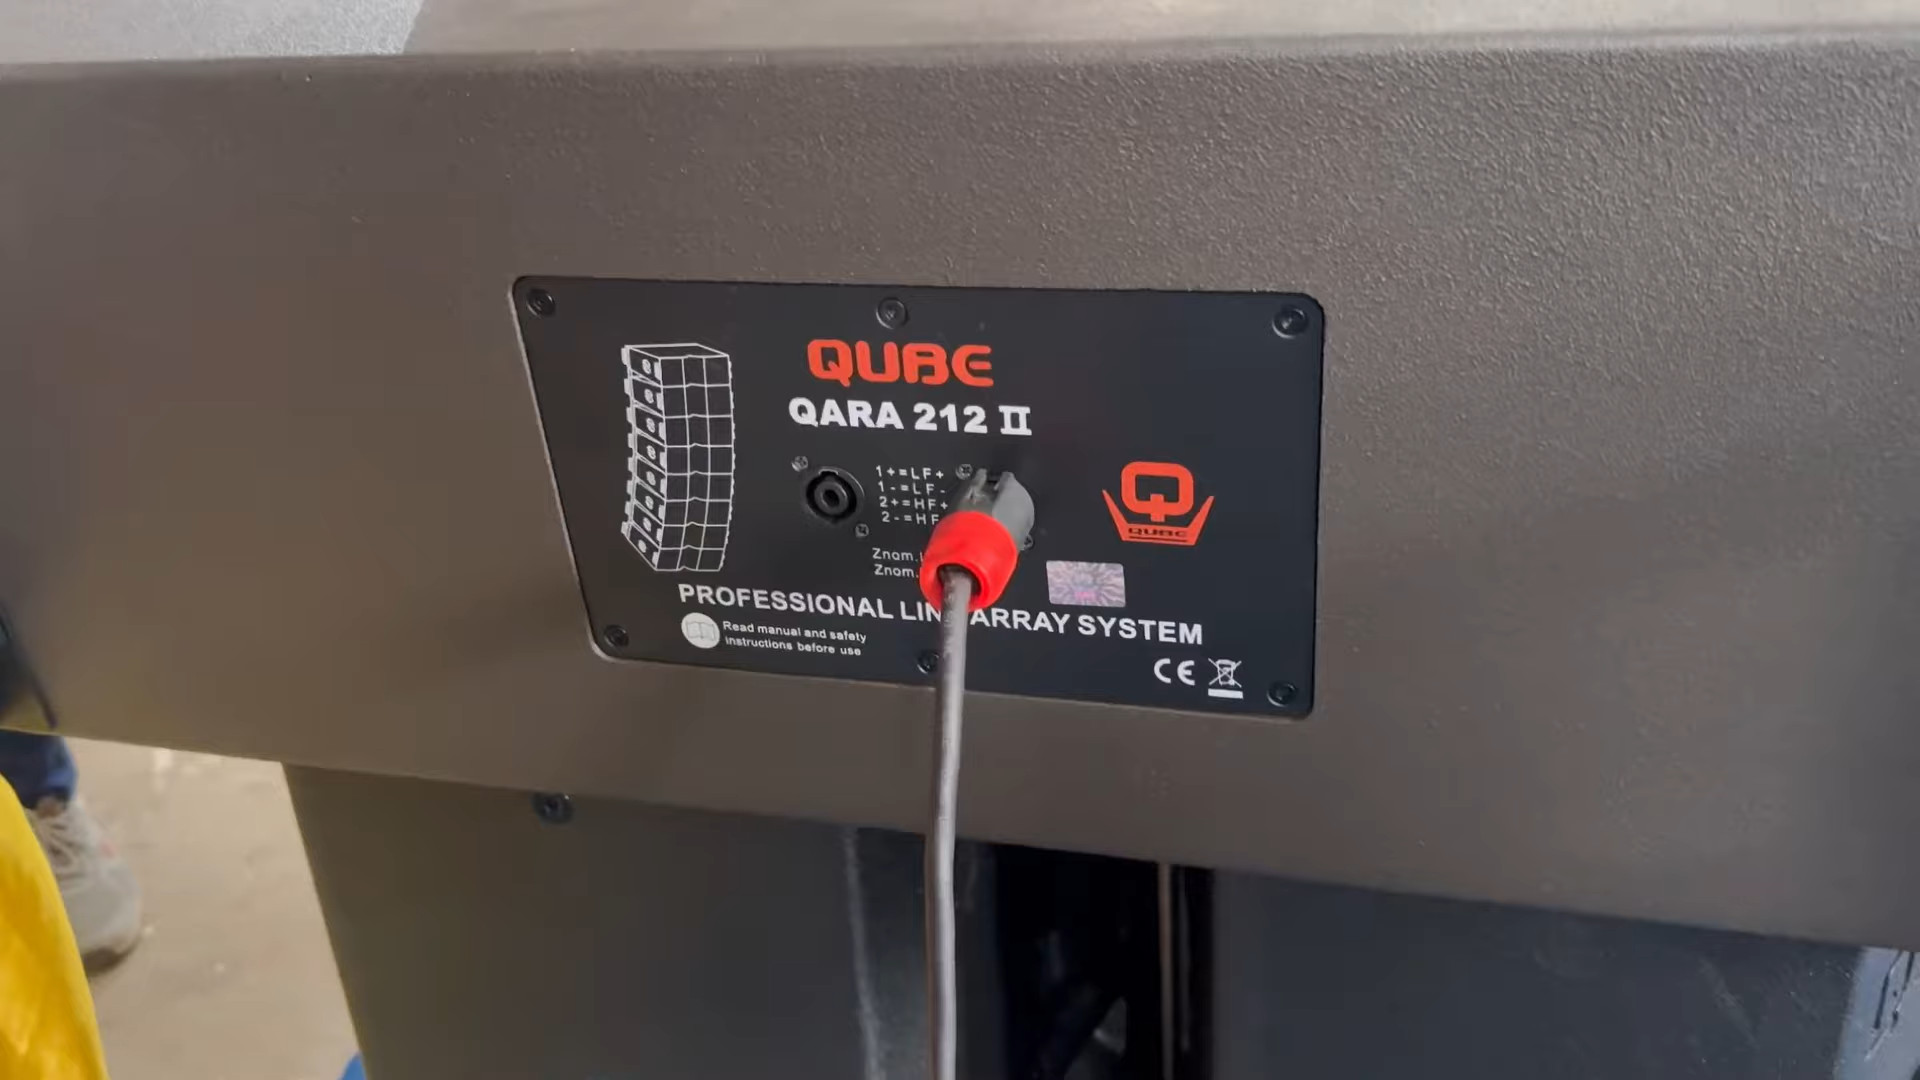 QUBE
QARA 212 II
1+=LF+
1-=LF-
2+=HF+
2-=HF
Znom.
Znom.
QUBE
PROFESSIONAL LIN ARRAY SYSTEM
Read manual and safety
instructions before use
CE